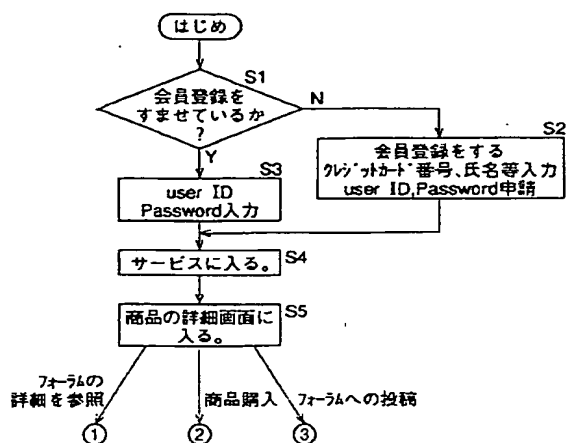 はじめ
S1
会員登録を
すませているか
?
N
Y
S2
会員登録をする
クレジットカード番号、氏名等入力
user ID,Password申請
S3
user ID
Password入力
サービスに入る。
S4
商品の詳細画面に
入る。
S5
フォーラムの
詳細を参照
商品購入
フォーラムへの投稿
①
②
③